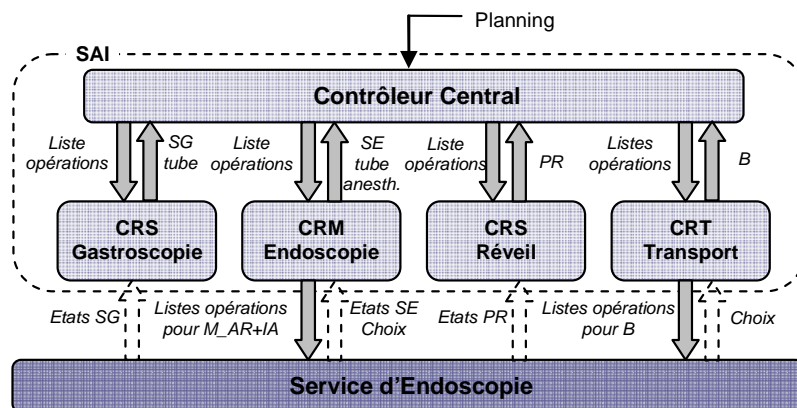 Planning
SAI
Contrôleur Central
Liste
opérations
SG
tube
Liste
opérations
SE
tube
anesth.
Liste
opérations
PR
Listes
opérations
B
CRS
Gastroscopie
CRM
Endoscopie
CRS
Réveil
CRT
Transport
Etats SG
Listes opérations
pour M_AR+IA
Etats SE
Choix
Etats PR
Listes opérations
pour B
Choix
Service d'Endoscopie